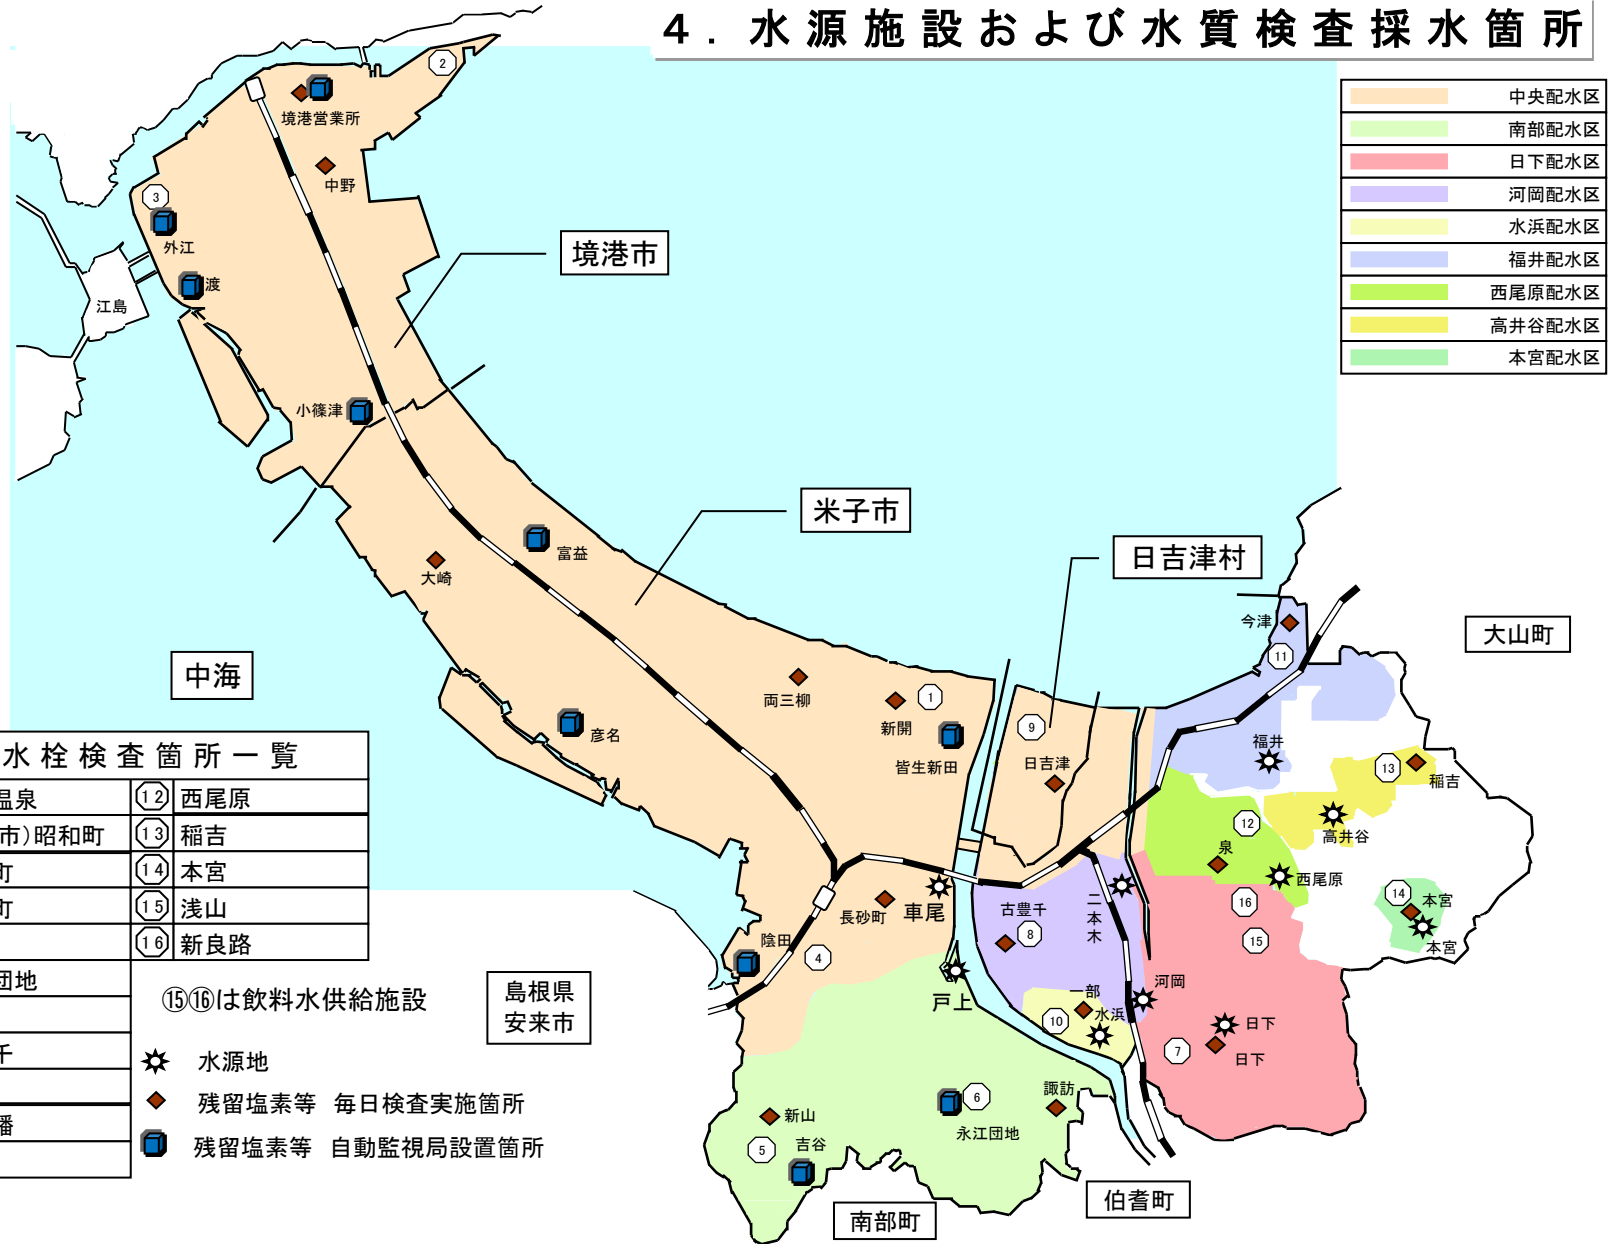 4．水源施設および水質検査採水箇所
中央配水区
南部配水区
日下配水区
河岡配水区
水浜配水区
福井配水区
西尾原配水区
高井谷配水区
本宮配水区
2
境港営業所
中野
3
外江
渡
江島
境港市
小篠津
米子市
富益
大崎
日吉津村
今津
11
大山町
中海
両三柳
新開
1
皆生新田
彦名
9
日吉津
福井
13
稲吉
高井谷
12
泉
西尾原
14
本宮
本宮
16
15
長砂町
車尾
古豊千
8
二本木
陰田
4
戸上
河岡
一部
水浜
10
日下
日下
7
島根県
安来市
新山
5
吉谷
6
永江団地
諏訪
南部町
伯耆町
水栓検査箇所一覧
温泉
12 西尾原
市)昭和町
13 稲吉
町
14 本宮
町
15 浅山
16 新良路
団地
千
幡
⑮⑯は飲料水供給施設
水源地
残留塩素等 毎日検査実施箇所
残留塩素等 自動監視局設置箇所